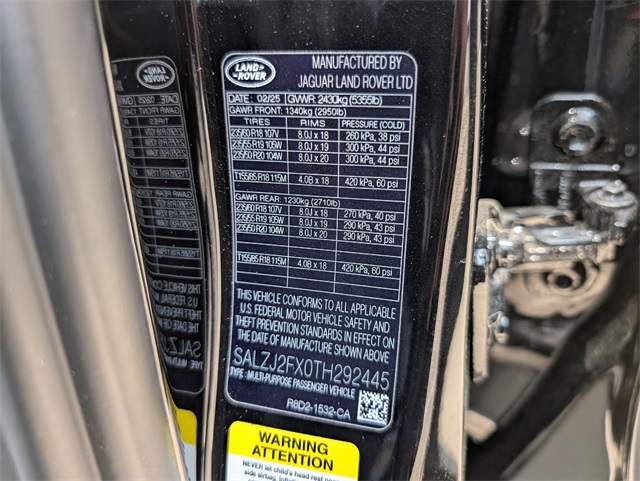 LAND ROVER
MANUFACTURED BY
JAGUAR LAND ROVER LTD
DATE: 02/25 GVWR: 2430kg (5355lb)
GAWR FRONT: 1340kg (2950lb)
TIRES RIMS PRESSURE (COLD)
235/60 R18 107V 8.0J x 18 260 kPa, 38 psi
235/55 R19 105W 8.0J x 19 300 kPa, 44 psi
235/50 R20 104W 8.0J x 20 300 kPa, 44 psi
T155/85 R18 115M 4.0B x 18 420 kPa, 60 psi
GAWR REAR: 1230kg (2710lb)
235/60 R18 107V 8.0J x 18 270 kPa, 40 psi
235/55 R19 105W 8.0J x 19 290 kPa, 43 psi
235/50 R20 104W 8.0J x 20 290 kPa, 43 psi
T155/85 R18 115M 4.0B x 18 420 kPa, 60 psi
THIS VEHICLE CONFORMS TO ALL APPLICABLE
U.S. FEDERAL MOTOR VEHICLE SAFETY AND
THEFT PREVENTION STANDARDS IN EFFECT ON
THE DATE OF MANUFACTURE SHOWN ABOVE
SALZJ2FX0TH292445
TYPE: MULTI-PURPOSE PASSENGER VEHICLE
R8D2-1532-CA
WARNING
ATTENTION
NEVER let child's head rest
side airbag.